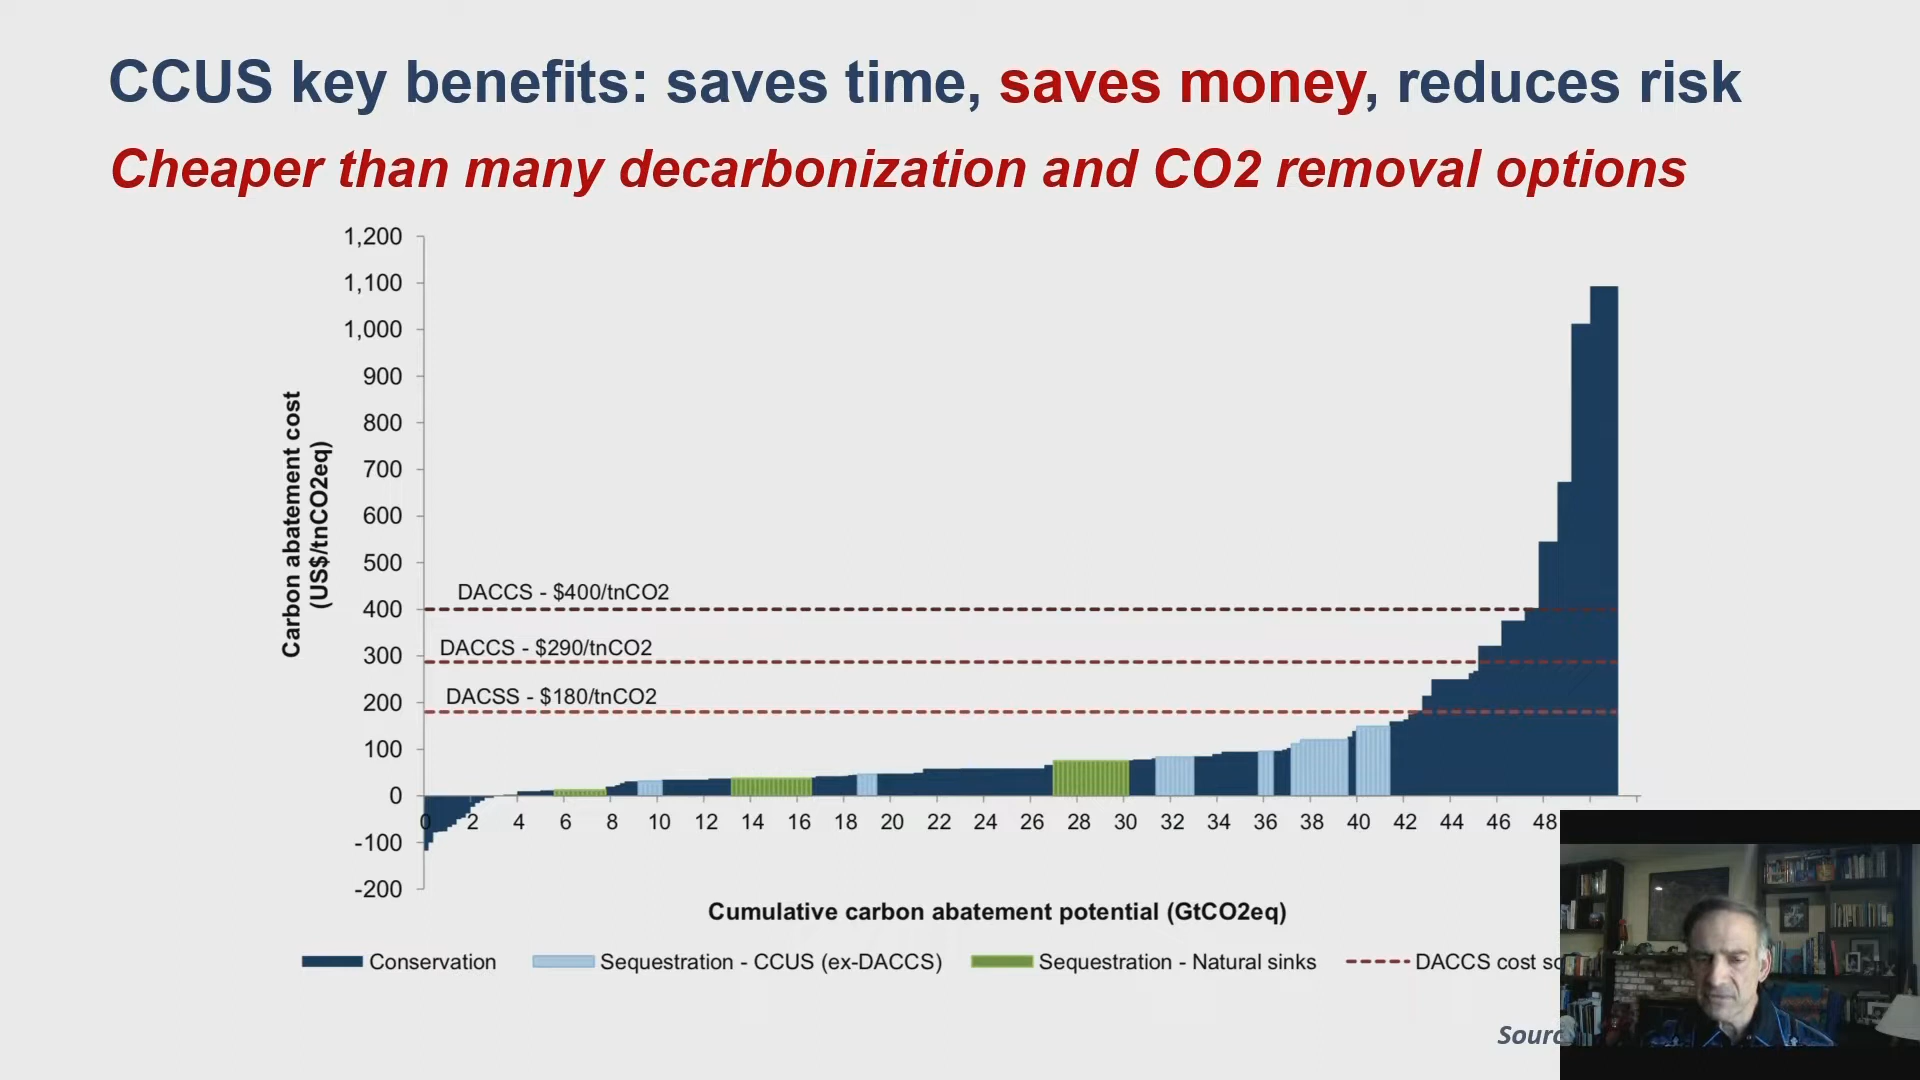 CCUS key benefits: saves time, saves money, reduces risk
Cheaper than many decarbonization and CO2 removal options
1,200
1,100
1,000
900
800
700
600
500
400
300
200
100
0
-100
-200
Carbon abatement cost
(US$/tnCO2eq)
DACCS - $400/tnCO2
DACCS - $290/tnCO2
DACSS - $180/tnCO2
0 2 4 6 8 10 12 14 16 18 20 22 24 26 28 30 32 34 36 38 40 42 44 46 48
Cumulative carbon abatement potential (GtCO2eq)
Conservation Sequestration - CCUS (ex-DACCS) Sequestration - Natural sinks DACCS cost